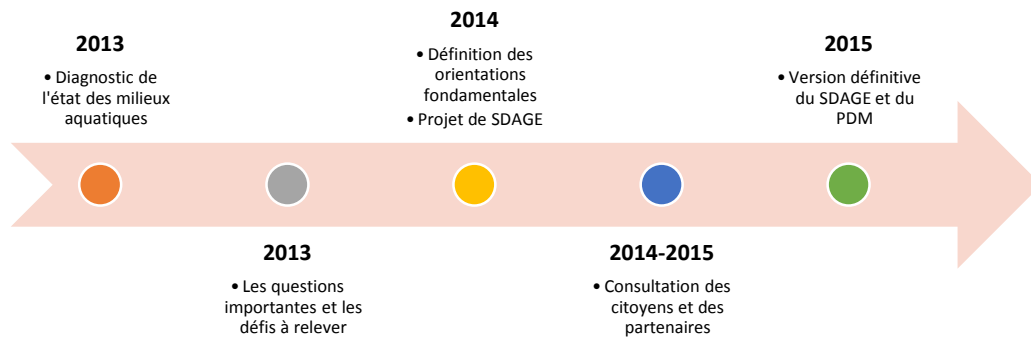 2013
• Diagnostic de
l'état des milieux
aquatiques
2013
• Les questions
importantes et les
défis à relever
2014
• Définition des
orientations
fondamentales
• Projet de SDAGE
2014-2015
• Consultation des
citoyens et des
partenaires
2015
• Version définitive
du SDAGE et du
PDM